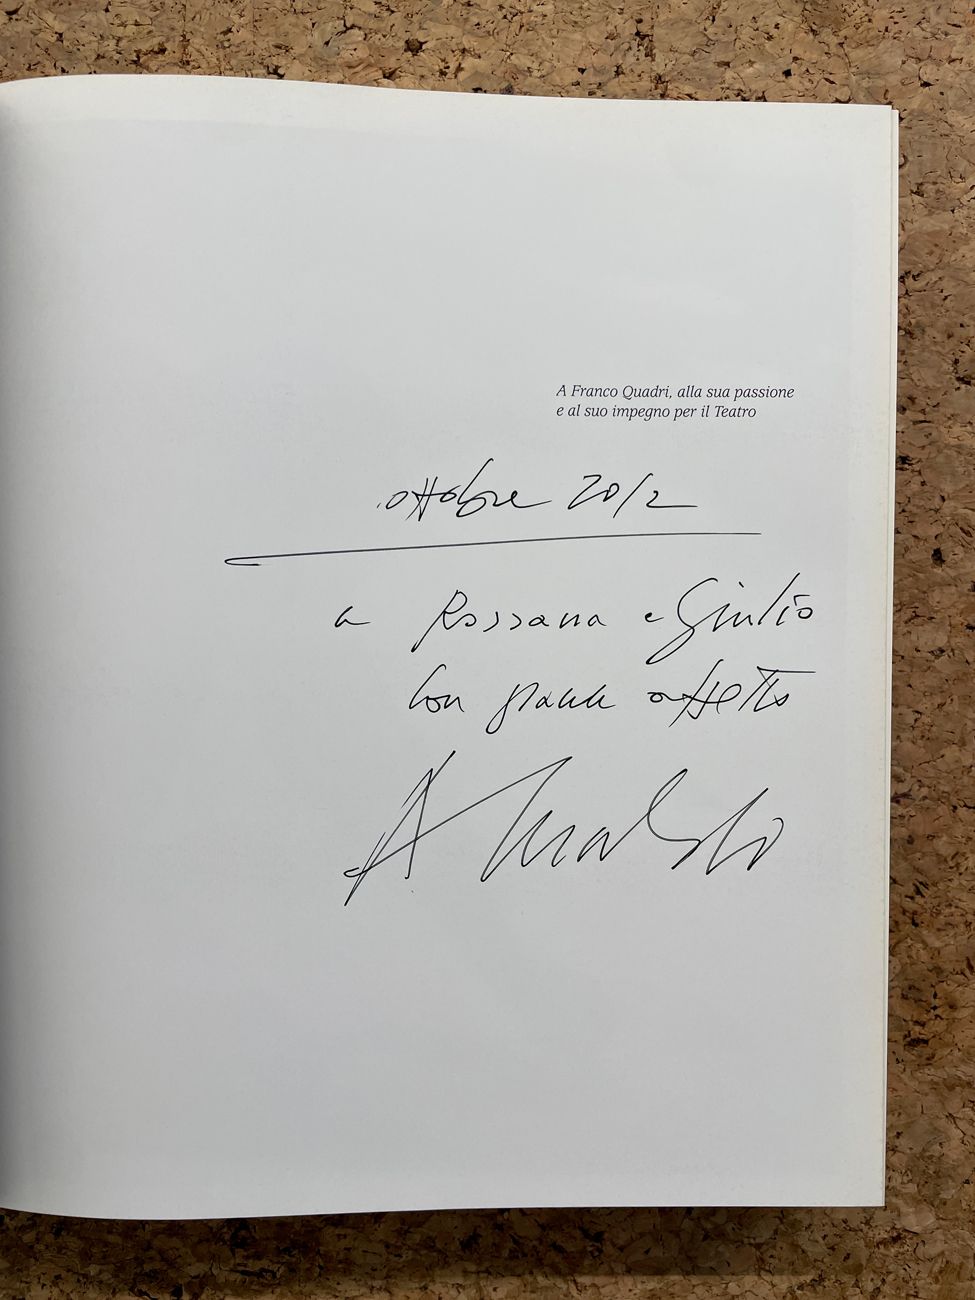 A Franco Quadri, alla sua passione
e al suo impegno per il Teatro
ottobre 2012
a Rossana e Giulio
con grande affetto